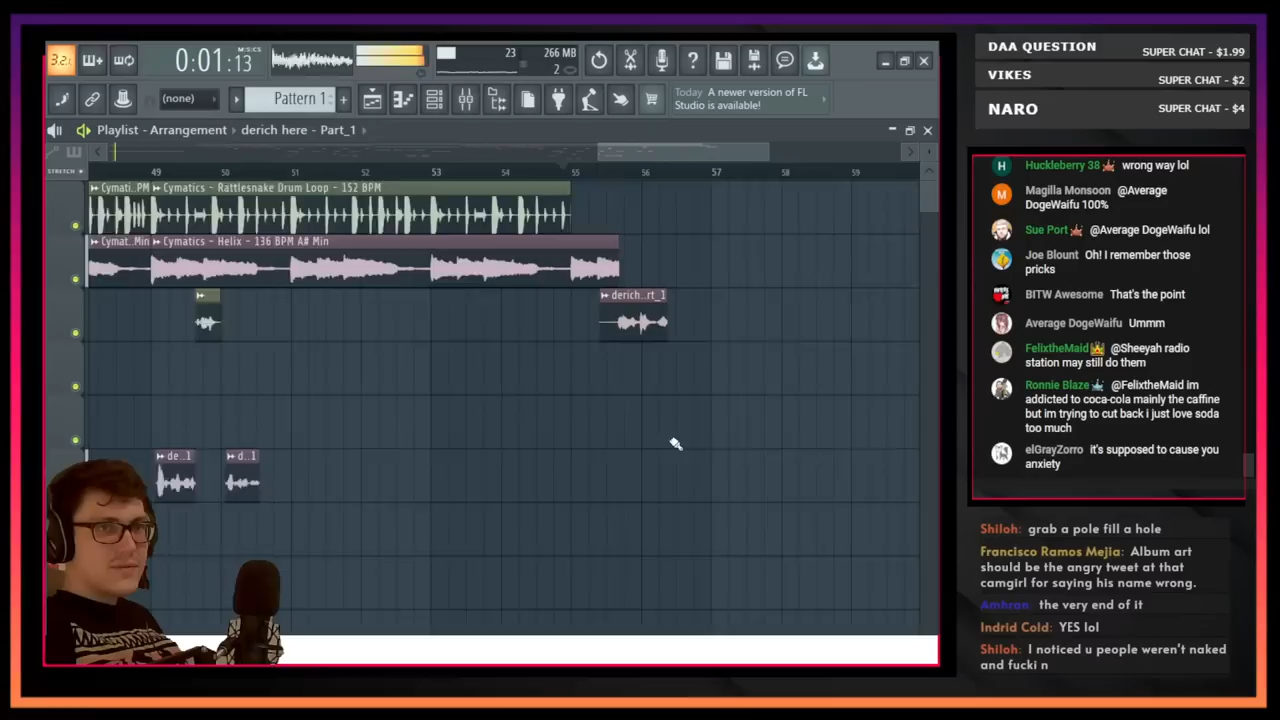 3.2.
0:01:13
M:S:CS
23
266 MB
2
(none)
Pattern 1
Today
A newer version of FL
Studio is available!
Playlist - Arrangement
derich here - Part_1
STRETCH
49 50 51 52 53 54 55 56 57 58 59
Cymati..PM
Cymatics - Rattlesnake Drum Loop - 152 BPM
Cymat..Min
Cymatics - Helix - 136 BPM A# Min
derich..rt_1
de..1
d..1
DAA QUESTION
SUPER CHAT - $1.99
VIKES
SUPER CHAT - $2
NARO
SUPER CHAT - $4
H
Huckleberry 38 wrong way lol
M
Magilla Monsoon @Average
DogeWaifu 100%
Sue Port @Average DogeWaifu lol
Joe Blount Oh! I remember those
pricks
BITW Awesome That's the point
Average DogeWaifu Ummm
FelixtheMaid @Sheeyah radio
station may still do them
Ronnie Blaze @FelixtheMaid im
addicted to coca-cola mainly the caffine
but im trying to cut back i just love soda
too much
elGrayZorro it's supposed to cause you
anxiety
Shiloh: grab a pole fill a hole
Francisco Ramos Mejia: Album art
should be the angry tweet at that
camgirl for saying his name wrong.
Amhran: the very end of it
Indrid Cold: YES lol
Shiloh: I noticed u people weren't naked
and fucki n